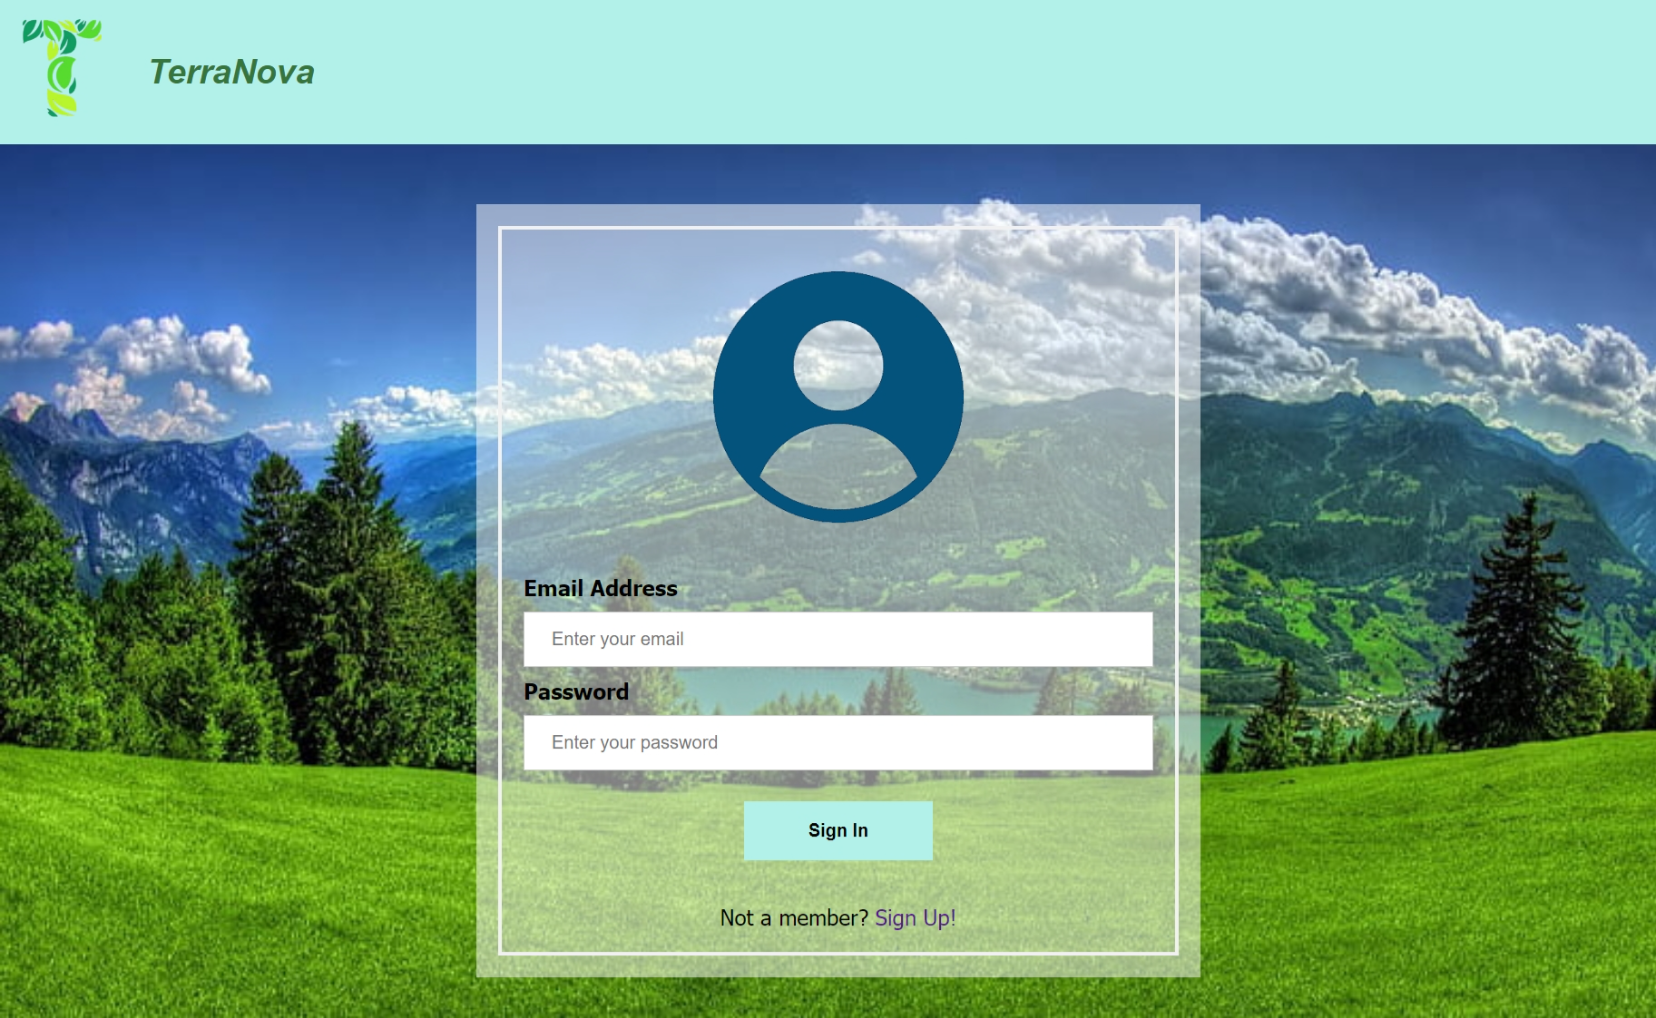 TerraNova
Email Address
Enter your email
Password
Enter your password
Sign In
Not a member? Sign Up!